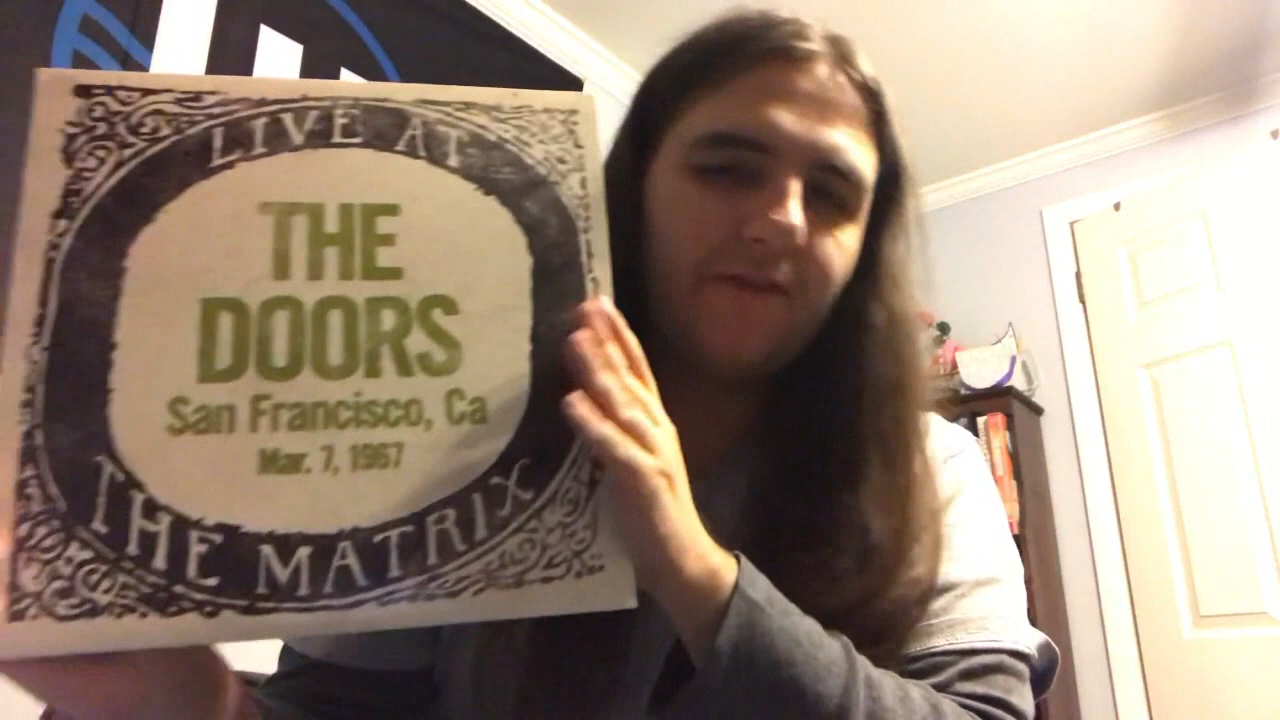 LIVE AT
THE
DOORS
San Francisco, Ca
Mar. 7, 1967
THE MATRIX